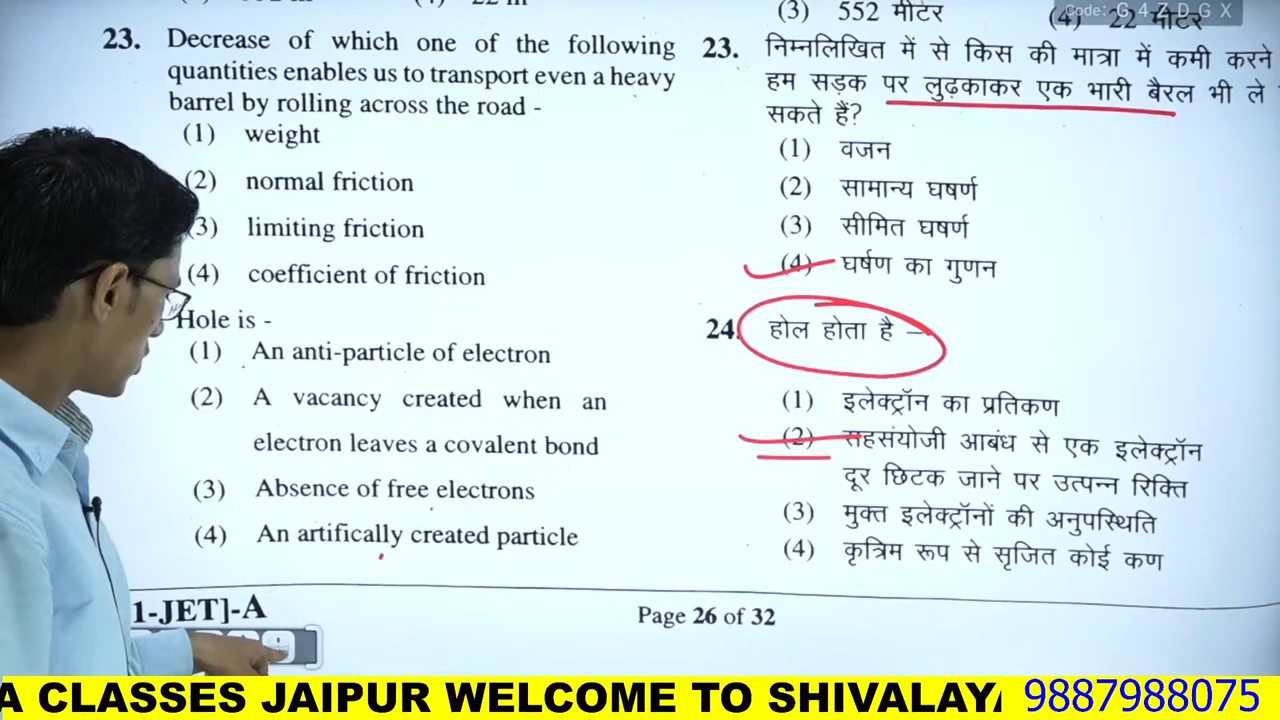 (3) 552 मीटर
(4) 22 मीटर
Code: G 4 Z D G X
23. Decrease of which one of the following
quantities enables us to transport even a heavy
barrel by rolling across the road -
(1) weight
(2) normal friction
3) limiting friction
(4) coefficient of friction
Hole is -
(1) An anti-particle of electron
(2) A vacancy created when an
electron leaves a covalent bond
(3) Absence of free electrons
(4) An artifically created particle
23. निम्नलिखित में से किस की मात्रा में कमी करने
हम सड़क पर लुढ़काकर एक भारी बैरल भी ले
सकते हैं?
(1) वजन
(2) सामान्य घषर्ण
(3) सीमित घषर्ण
(4) घर्षण का गुणन
24. होल होता है –
(1) इलेक्ट्रॉन का प्रतिकण
(2) सहसंयोजी आबंध से एक इलेक्ट्रॉन
दूर छिटक जाने पर उत्पन्न रिक्ति
(3) मुक्त इलेक्ट्रॉनों की अनुपस्थिति
(4) कृत्रिम रूप से सृजित कोई कण
1-JET]-A
Page 26 of 32
A CLASSES JAIPUR WELCOME TO SHIVALAYA 9887988075